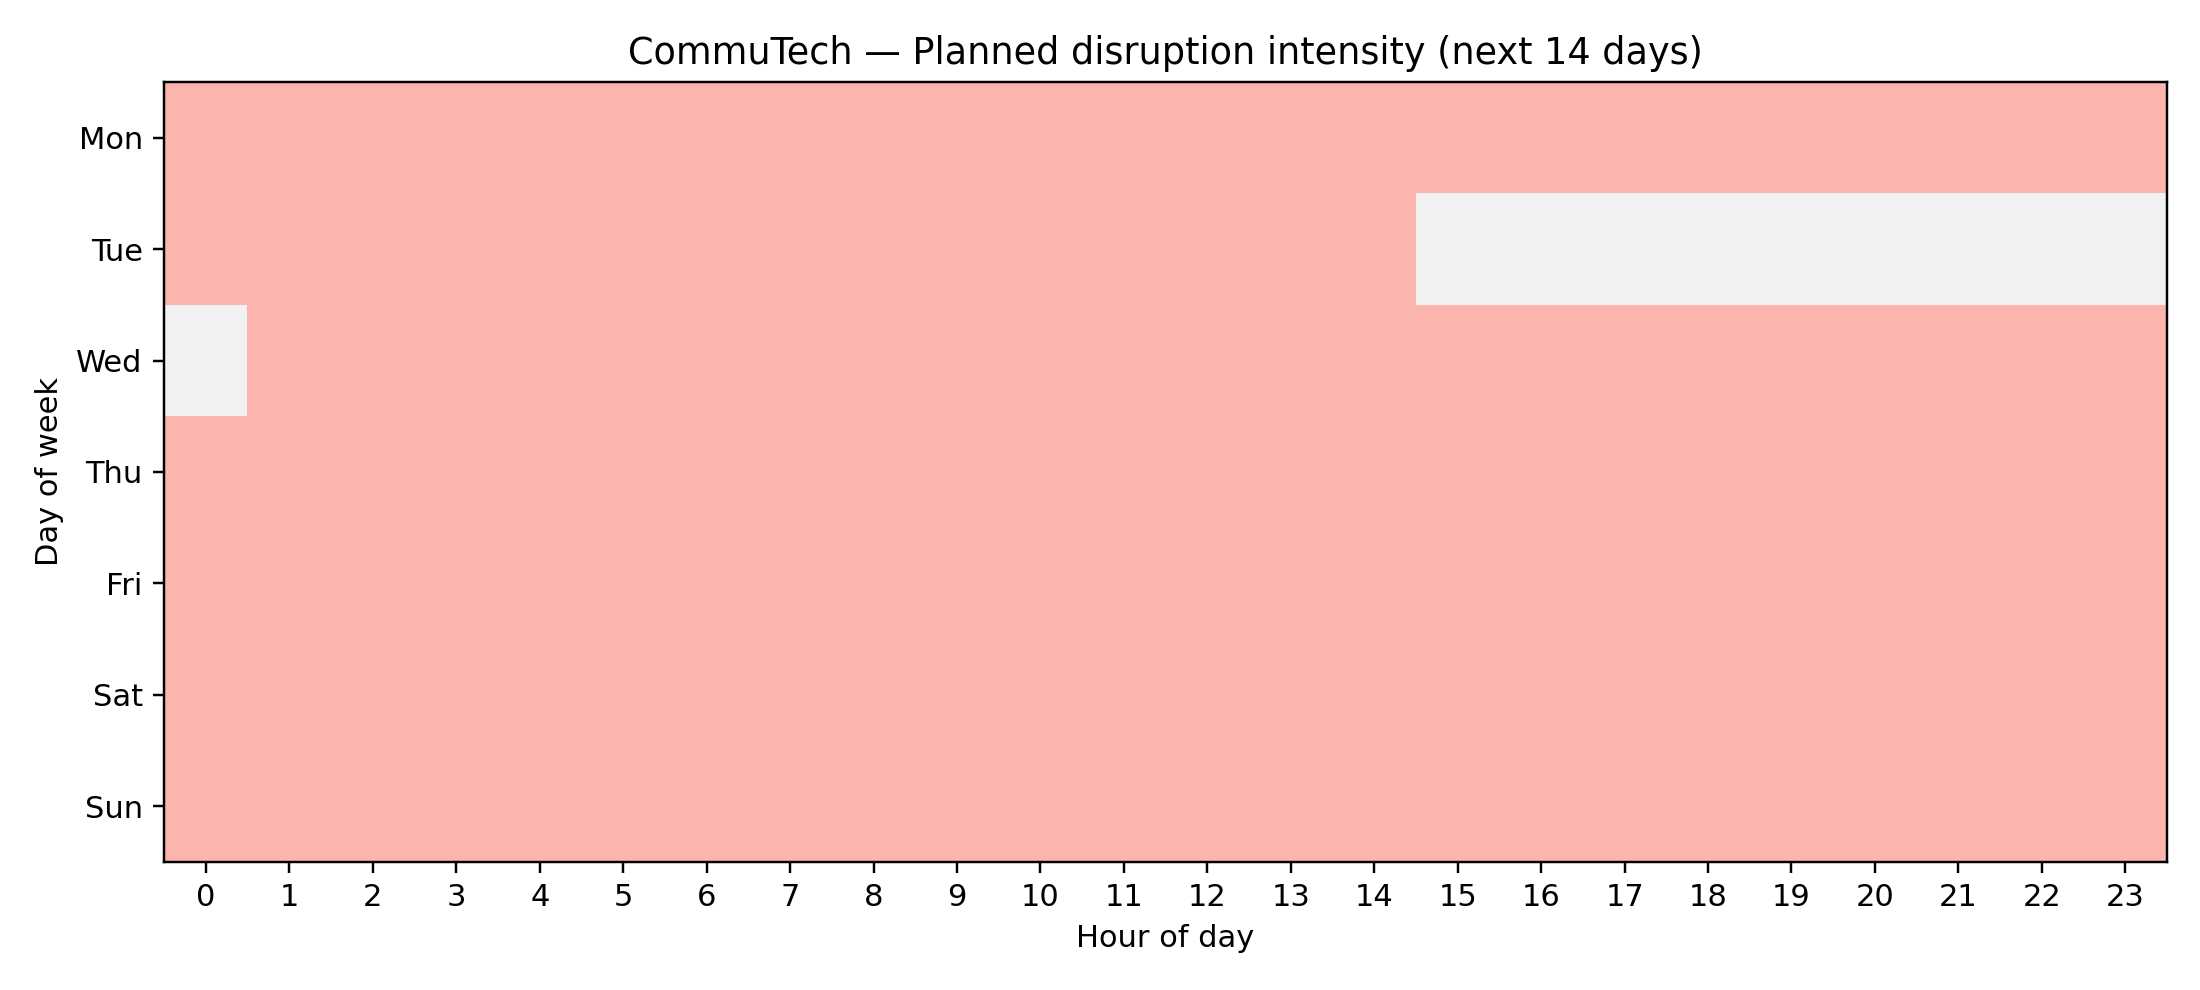 CommuTech — Planned disruption intensity (next 14 days)
Mon
Tue
Wed
Thu
Fri
Sat
Sun
Day of week
0 1 2 3 4 5 6 7 8 9 10 11 12 13 14 15 16 17 18 19 20 21 22 23
Hour of day